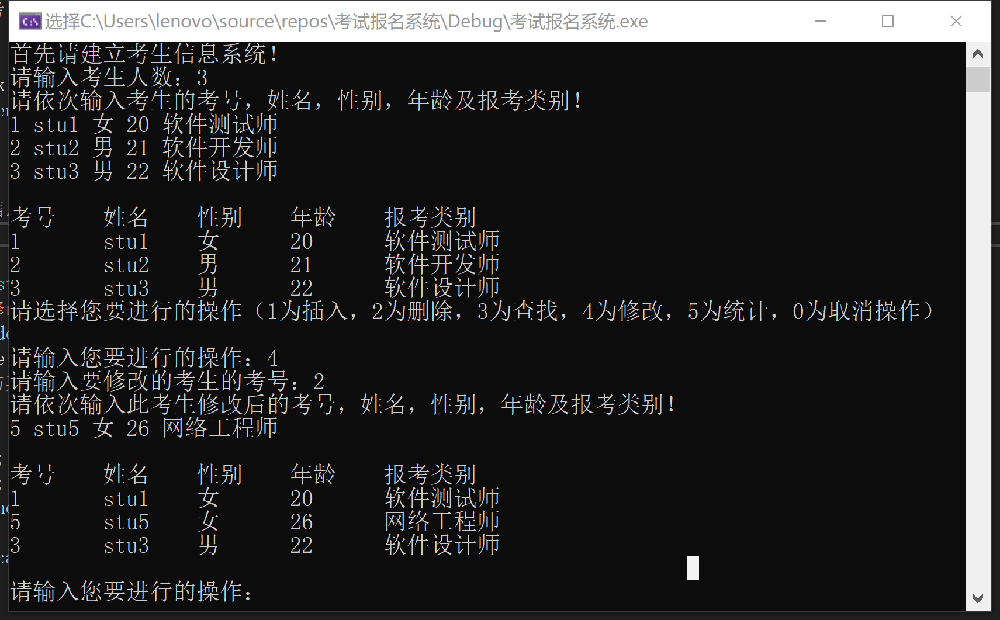 选择C:\Users\lenovo\source\repos\考试报名系统\Debug\考试报名系统.exe
首先请建立考生信息系统！
请输入考生人数：3
请依次输入考生的考号，姓名，性别，年龄及报考类别！
1 stu1 女 20 软件测试师
2 stu2 男 21 软件开发师
3 stu3 男 22 软件设计师
考号 姓名 性别 年龄 报考类别
1 stu1 女 20 软件测试师
2 stu2 男 21 软件开发师
3 stu3 男 22 软件设计师
请选择您要进行的操作（1为插入，2为删除，3为查找，4为修改，5为统计，0为取消操作）
请输入您要进行的操作：4
请输入要修改的考生的考号：2
请依次输入此考生修改后的考号，姓名，性别，年龄及报考类别！
5 stu5 女 26 网络工程师
考号 姓名 性别 年龄 报考类别
1 stu1 女 20 软件测试师
5 stu5 女 26 网络工程师
3 stu3 男 22 软件设计师
请输入您要进行的操作：